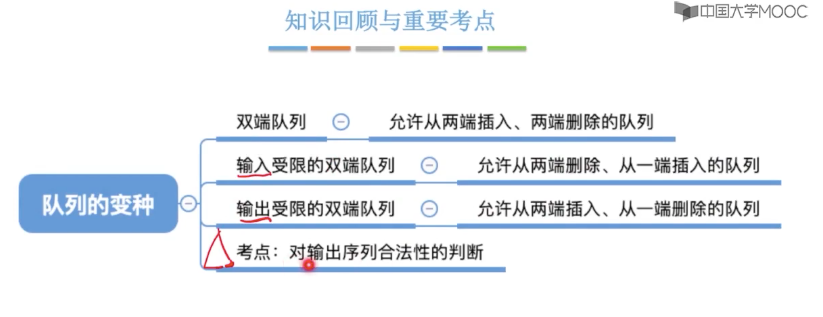 知识回顾与重要考点
中国大学MOOC
双端队列 允许从两端插入、两端删除的队列
输入受限的双端队列 允许从两端删除、从一端插入的队列
队列的变种
输出受限的双端队列 允许从两端插入、从一端删除的队列
考点：对输出序列合法性的判断